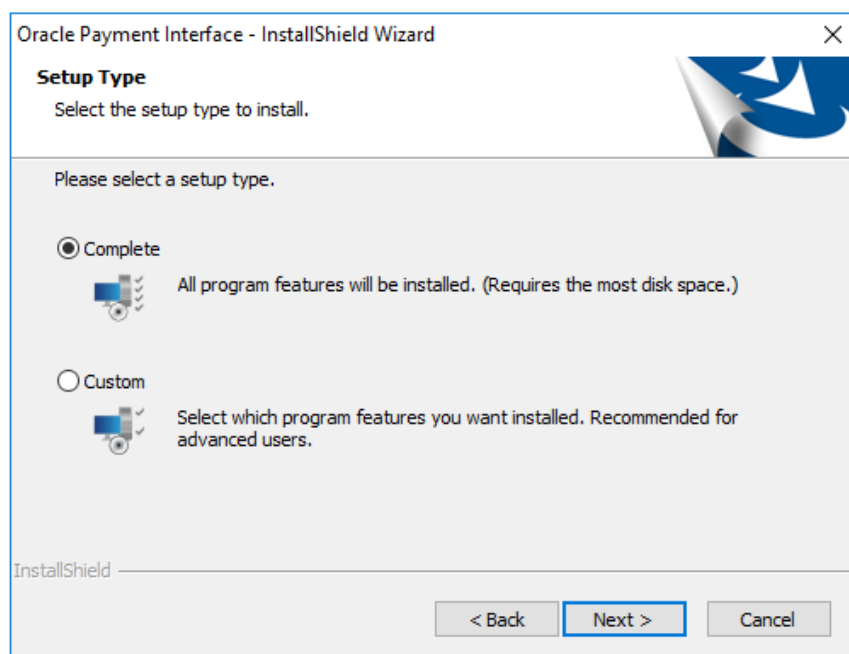 Oracle Payment Interface - InstallShield Wizard
Setup Type
Select the setup type to install.
Please select a setup type.
Complete
All program features will be installed. (Requires the most disk space.)
Custom
Select which program features you want installed. Recommended for
advanced users.
InstallShield
< Back
Next >
Cancel